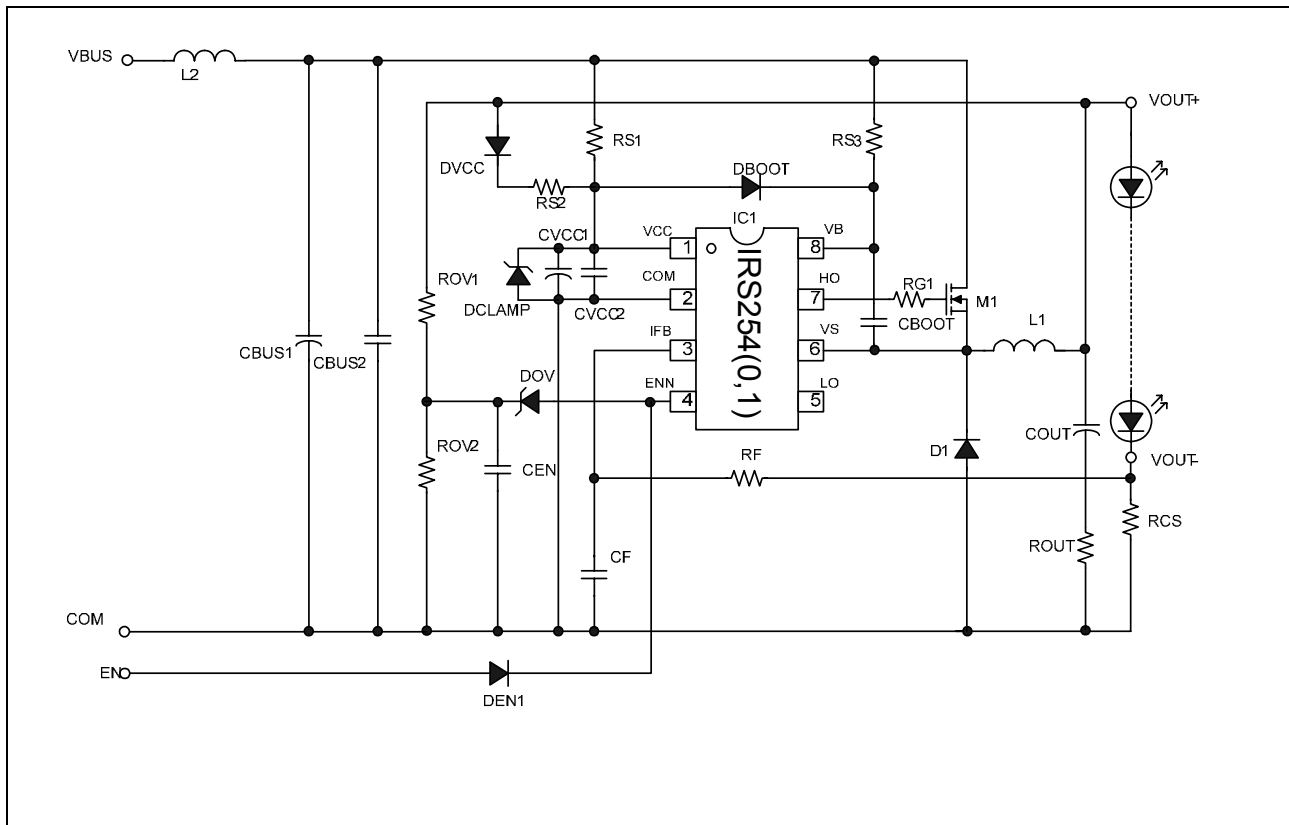 VBUS
L2
VOUT+
RS1
RS3
DVCC
DBOOT
RS2
IC1
CVCC1
VCC
VB
1
8
COM
HO
ROV1
RG1
2
7
M1
DCLAMP
CVCC2
CBOOT
L1
IFB
VS
3
6
CBUS1
CBUS2
IRS254(0,1)
DOV
ENN
LO
4
5
COUT
ROV2
RF
D1
VOUT-
CEN
RCS
ROUT
CF
COM
EN
DEN1